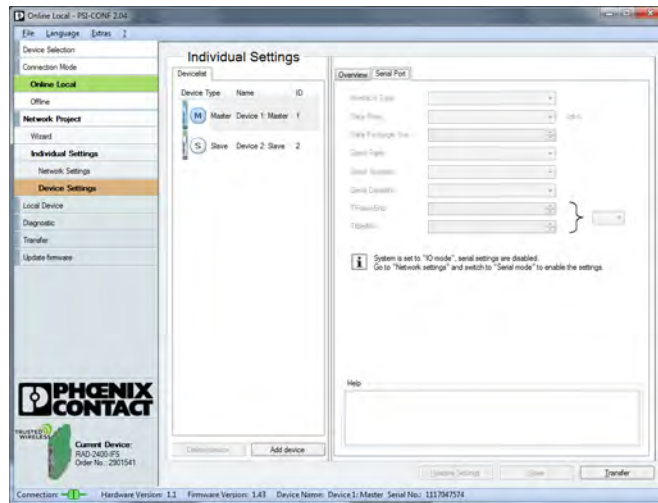 Online Local - PSI-CONF 2.04
File Language Extras ?
Device Selection
Connection Mode
Online Local
Offline
Network Project
Wizard
Individual Settings
Network Settings
Device Settings
Local Device
Diagnostic
Transfer
Update firmware
Individual Settings
Devicelist
Device Type Name ID
M Master Device 1: Master 1
S Slave Device 2: Slave 2
Add device
Overview Serial Port
System is set to "IO mode", serial settings are disabled.
Go to "Network settings" and switch to "Serial mode" to enable the settings.
Help
Transfer
PHŒNIX
CONTACT
TRUSTED
WIRELESS
Current Device:
RAD-2400-IFS
Order No.: 2901541
Connection: Hardware Version: 1.1 Firmware Version: 1.43 Device Name: Device 1: Master Serial No.: 1117047574